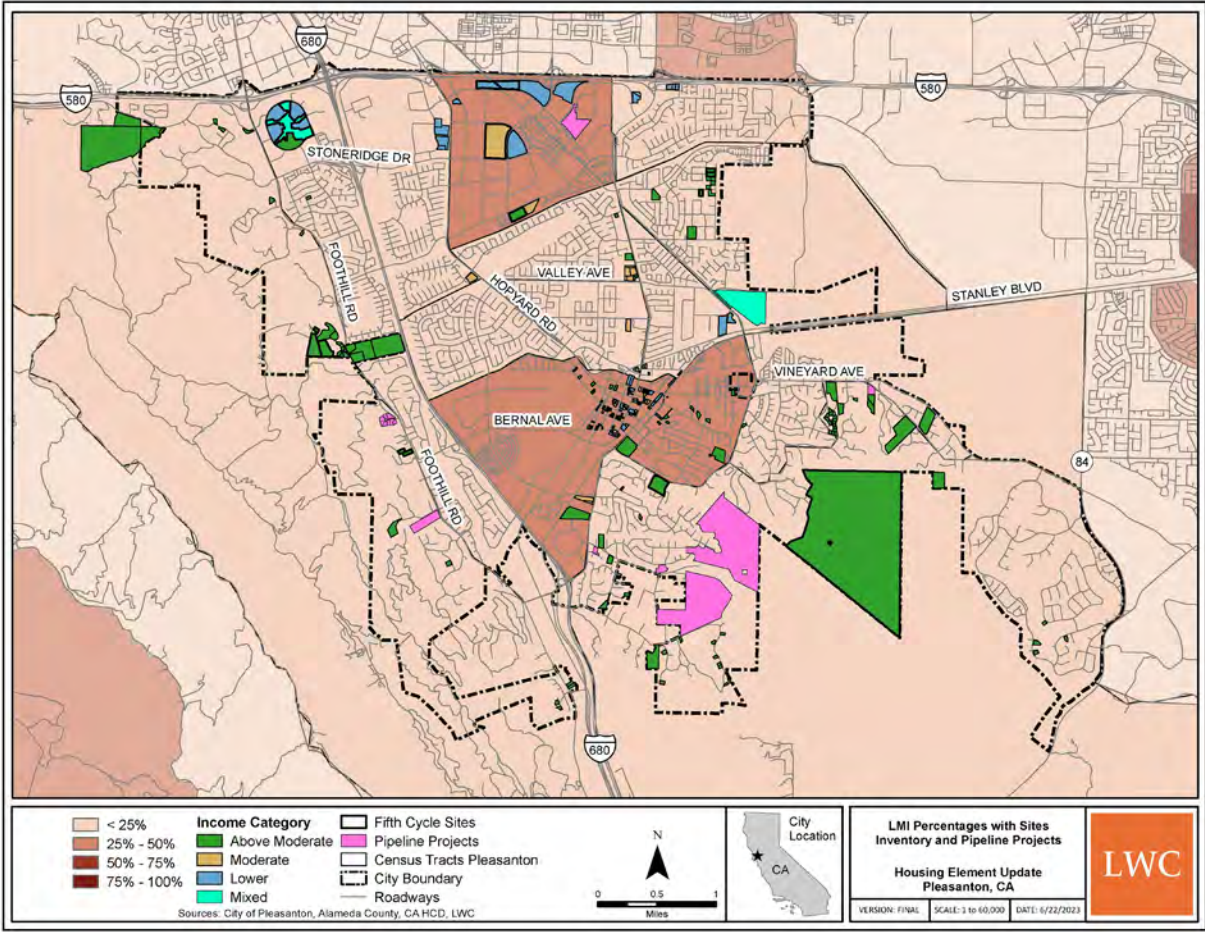 680
580
580
STONERIDGE DR
FOOTHILL RD
VALLEY AVE
HOPYARD RD
STANLEY BLVD
VINEYARD AVE
BERNAL AVE
FOOTHILL RD
84
680
< 25%
25% - 50%
50% - 75%
75% - 100%
Income Category
Above Moderate
Moderate
Lower
Mixed
Fifth Cycle Sites
Pipeline Projects
Census Tracts Pleasanton
City Boundary
Roadways
Sources: City of Pleasanton, Alameda County, CA HCD, LWC
N
0 0.5 1
Miles
City
Location
CA
LMI Percentages with Sites
Inventory and Pipeline Projects
Housing Element Update
Pleasanton, CA
VERSION: FINAL
SCALE: 1 to 60,000
DATE: 6/22/2023
LWC